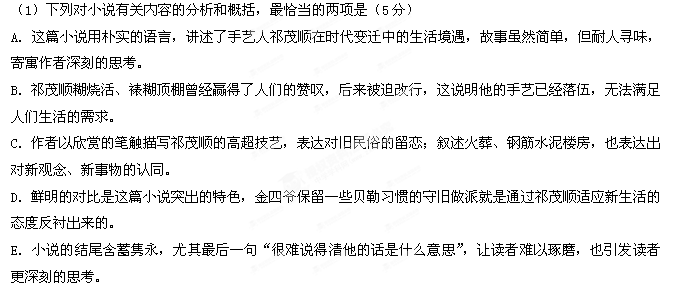 （1）下列对小说有关内容的分析和概括，最恰当的两项是（5分）
A．这篇小说用朴实的语言，讲述了手艺人祁茂顺在时代变迁中的生活境遇，故事虽然简单，但耐人寻味，
寄寓作者深刻的思考。
B．祁茂顺糊烧活、裱糊顶棚曾经赢得了人们的赞叹，后来被迫改行，这说明他的手艺已经落伍，无法满足
人们生活的需求。
C．作者以欣赏的笔触描写祁茂顺的高超技艺，表达对旧民俗的留恋；叙述火葬、钢筋水泥楼房，也表达出
对新观念、新事物的认同。
D．鲜明的对比是这篇小说突出的特色，金四爷保留一些贝勒习惯的守旧做派就是通过祁茂顺适应新生活的
态度反衬出来的。
E．小说的结尾含蓄隽永，尤其最后一句“很难说得清他的话是什么意思”，让读者难以琢磨，也引发读者
更深刻的思考。